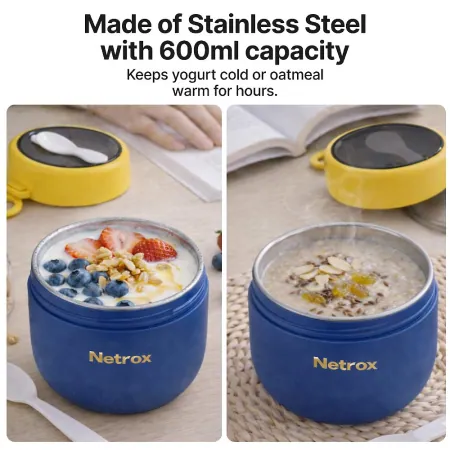 Made of Stainless Steel
with 600ml capacity
Keeps yogurt cold or oatmeal
warm for hours.
Netrox
Netrox